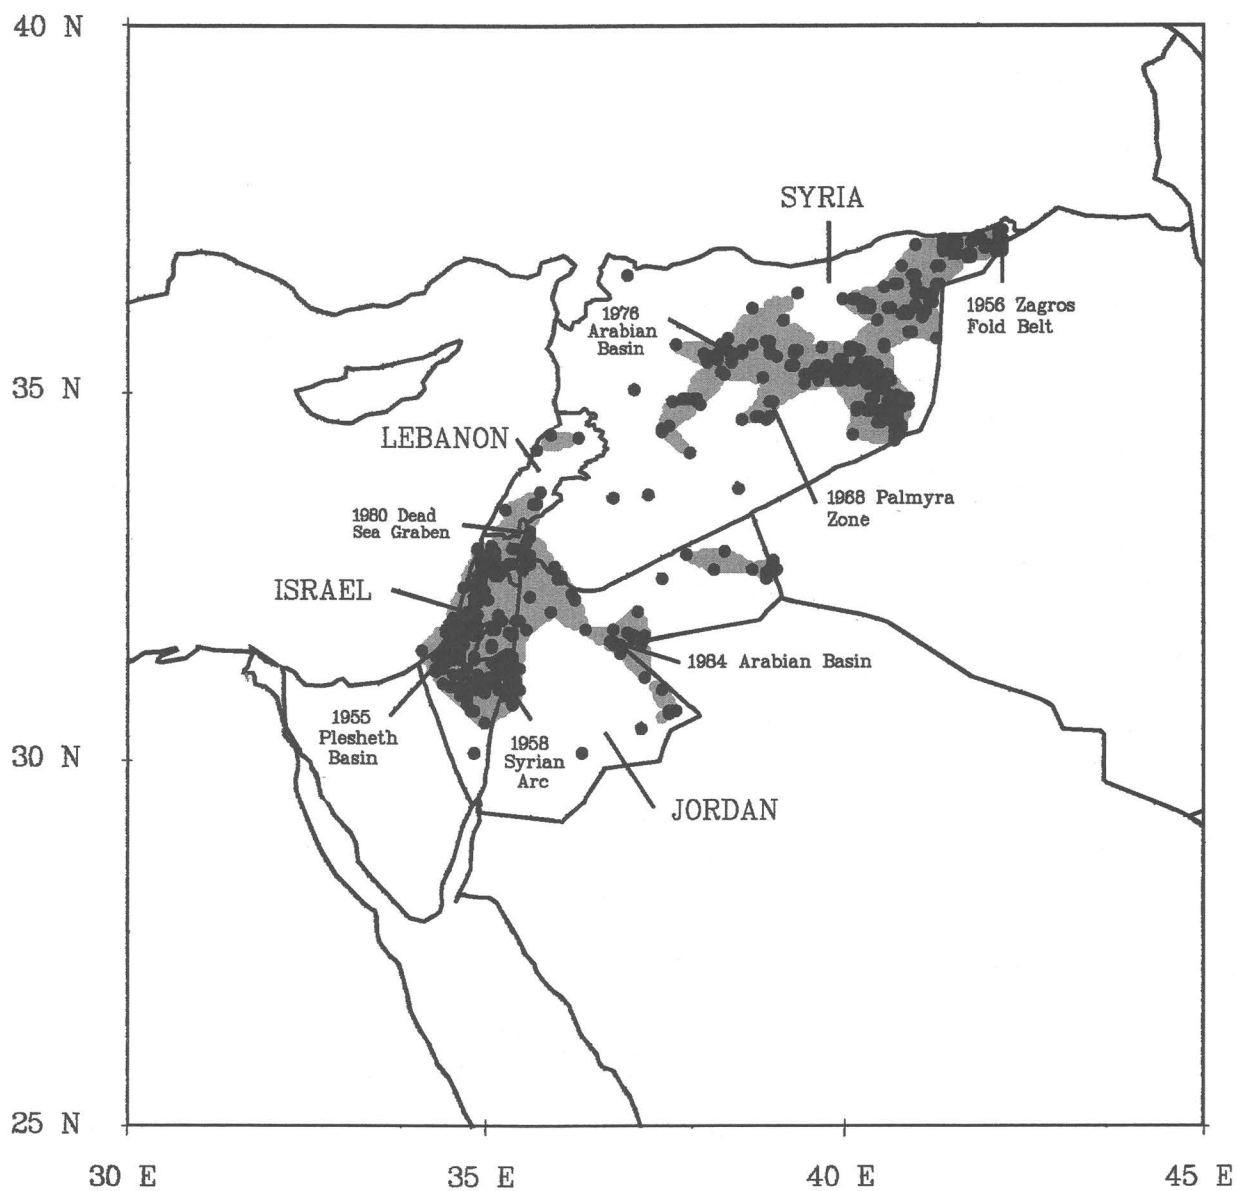 40 N
SYRIA
1956 Zagros
Fold Belt
1976
Arabian
Basin
35 N
LEBANON
1968 Palmyra
Zone
1980 Dead
Sea Graben
ISRAEL
1984 Arabian Basin
1955
Plesheth
Basin
1958
Syrian
Arc
30 N
JORDAN
25 N
30 E
35 E
40 E
45 E